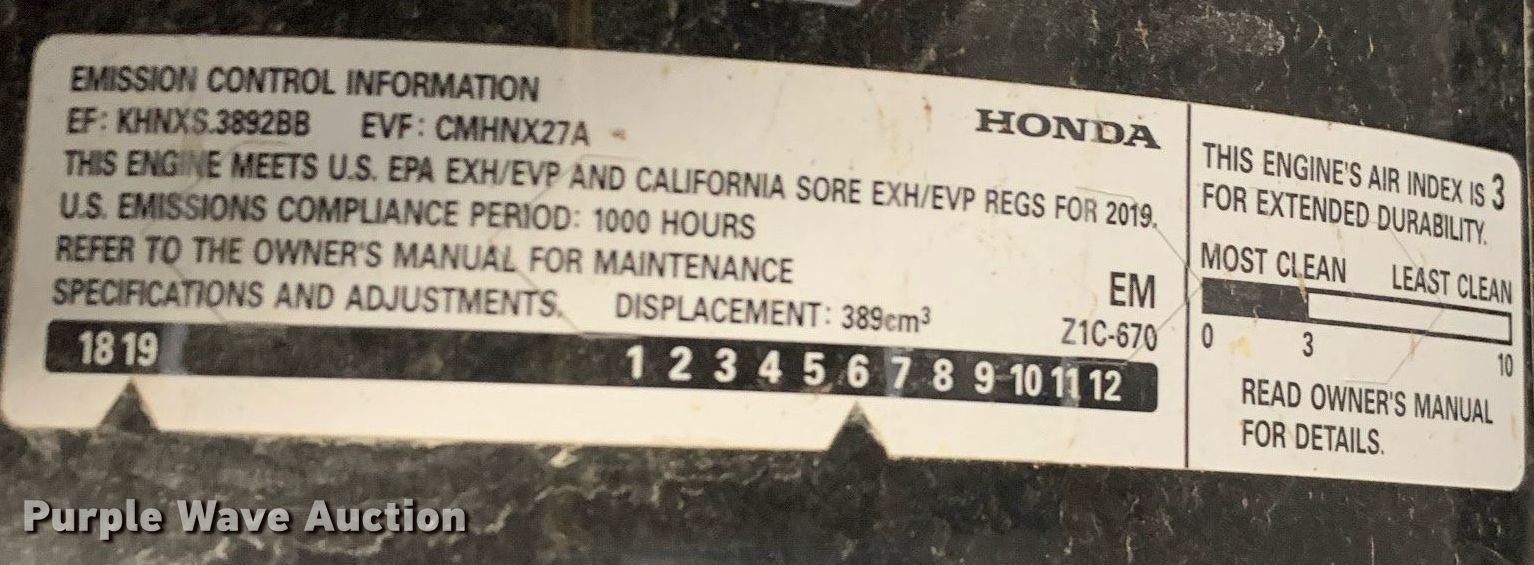 EMISSION CONTROL INFORMATION
EF: KHNXS.3892BB EVF: CMHNX27A
HONDA
THIS ENGINE MEETS U.S. EPA EXH/EVP AND CALIFORNIA SORE EXH/EVP REGS FOR 2019.
U.S. EMISSIONS COMPLIANCE PERIOD: 1000 HOURS
REFER TO THE OWNER'S MANUAL FOR MAINTENANCE
SPECIFICATIONS AND ADJUSTMENTS. DISPLACEMENT: 389cm³
EM
Z1C-670
18 19 1 2 3 4 5 6 7 8 9 10 11 12
THIS ENGINE'S AIR INDEX IS 3
FOR EXTENDED DURABILITY.
MOST CLEAN LEAST CLEAN
0 3 10
READ OWNER'S MANUAL
FOR DETAILS.
Purple Wave Auction